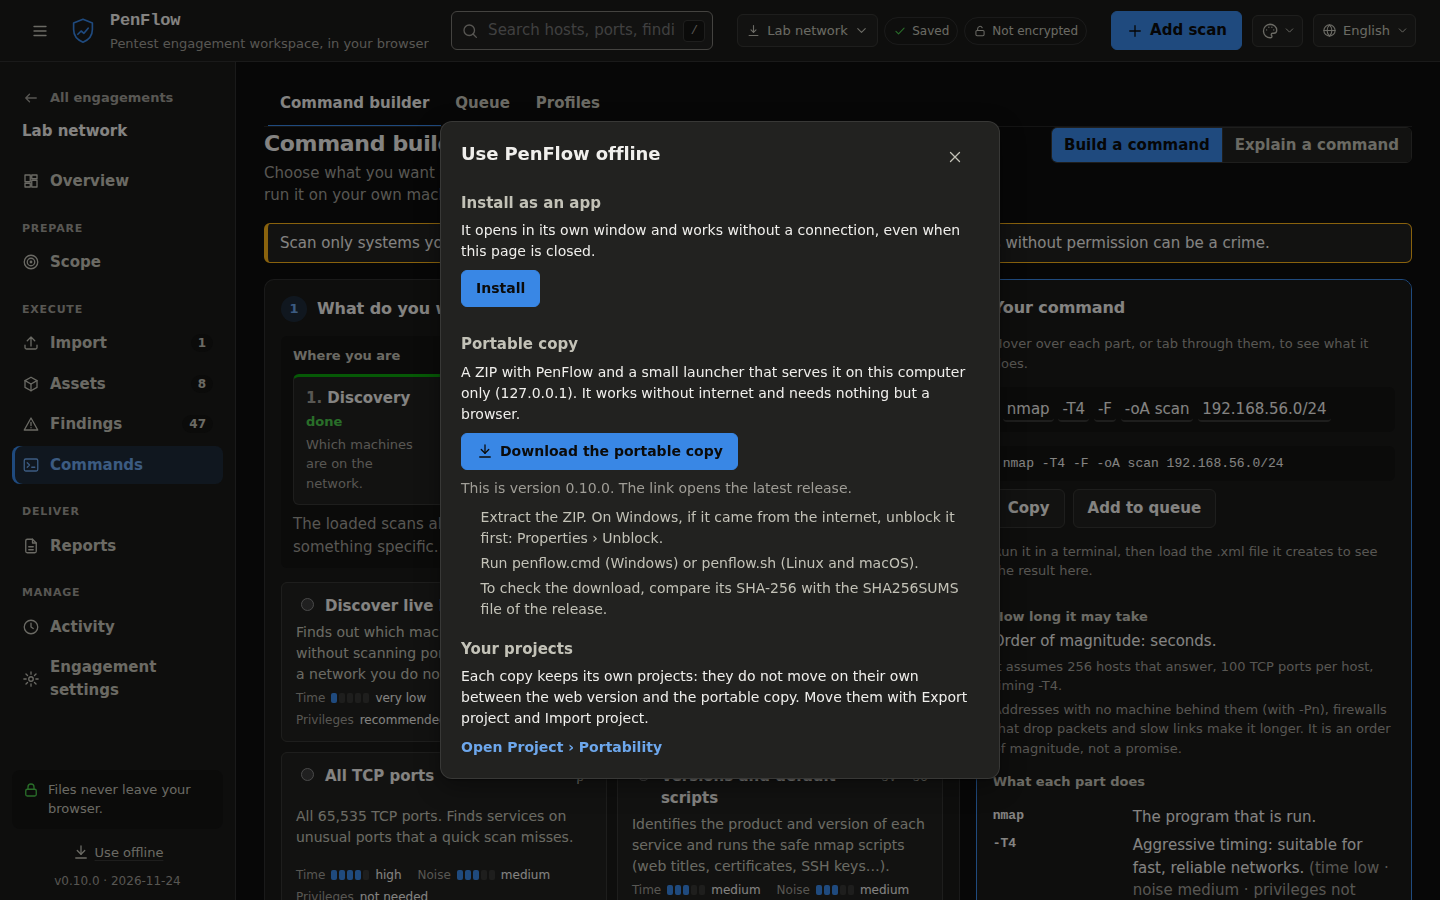 PenFlow
Pentest engagement workspace, in your browser
Search hosts, ports, findi
/
Lab network
Saved
Not encrypted
Add scan
English
All engagements
Lab network
Overview
PREPARE
Scope
EXECUTE
Import 1
Assets 8
Findings 47
Commands
DELIVER
Reports
MANAGE
Activity
Engagement
settings
Files never leave your
browser.
Use offline
v0.10.0 · 2026-11-24
Command builder Queue Profiles
Choose what you want
run it on your own
Build a command Explain a command
Scan only systems
without permission can be a crime.
1 What do you
Where you are
1. Discovery
done
Which machines
are on the
network.
The loaded scans
something specific.
Discover live
Finds out which
without scanning
a network you do
Time very low
Privileges
All TCP ports
All 65,535 TCP ports. Finds services on
unusual ports that a quick scan misses.
Time high Noise medium
Privileges not needed
scripts
Identifies the product and version of each
service and runs the safe nmap scripts
(web titles, certificates, SSH keys…).
Time medium Noise medium
Use PenFlow offline
Install as an app
It opens in its own window and works without a connection, even when
this page is closed.
Install
Portable copy
A ZIP with PenFlow and a small launcher that serves it on this computer
only (127.0.0.1). It works without internet and needs nothing but a
browser.
Download the portable copy
This is version 0.10.0. The link opens the latest release.
Extract the ZIP. On Windows, if it came from the internet, unblock it
first: Properties › Unblock.
Run penflow.cmd (Windows) or penflow.sh (Linux and macOS).
To check the download, compare its SHA-256 with the SHA256SUMS
file of the release.
Your projects
Each copy keeps its own projects: they do not move on their own
between the web version and the portable copy. Move them with Export
project and Import project.
Open Project › Portability
Your command
over each part, or tab through them, to see what it
nmap -T4 -F -oA scan 192.168.56.0/24
nmap -T4 -F -oA scan 192.168.56.0/24
Copy Add to queue
it in a terminal, then load the .xml file it creates to see
result here.
How long it may take
Order of magnitude: seconds.
assumes 256 hosts that answer, 100 TCP ports per host,
-T4.
with no machine behind them (with -Pn), firewalls
drop packets and slow links make it longer. It is an order
magnitude, not a promise.
What each part does
nmap The program that is run.
-T4 Aggressive timing: suitable for
fast, reliable networks. (time low ·
noise medium · privileges not